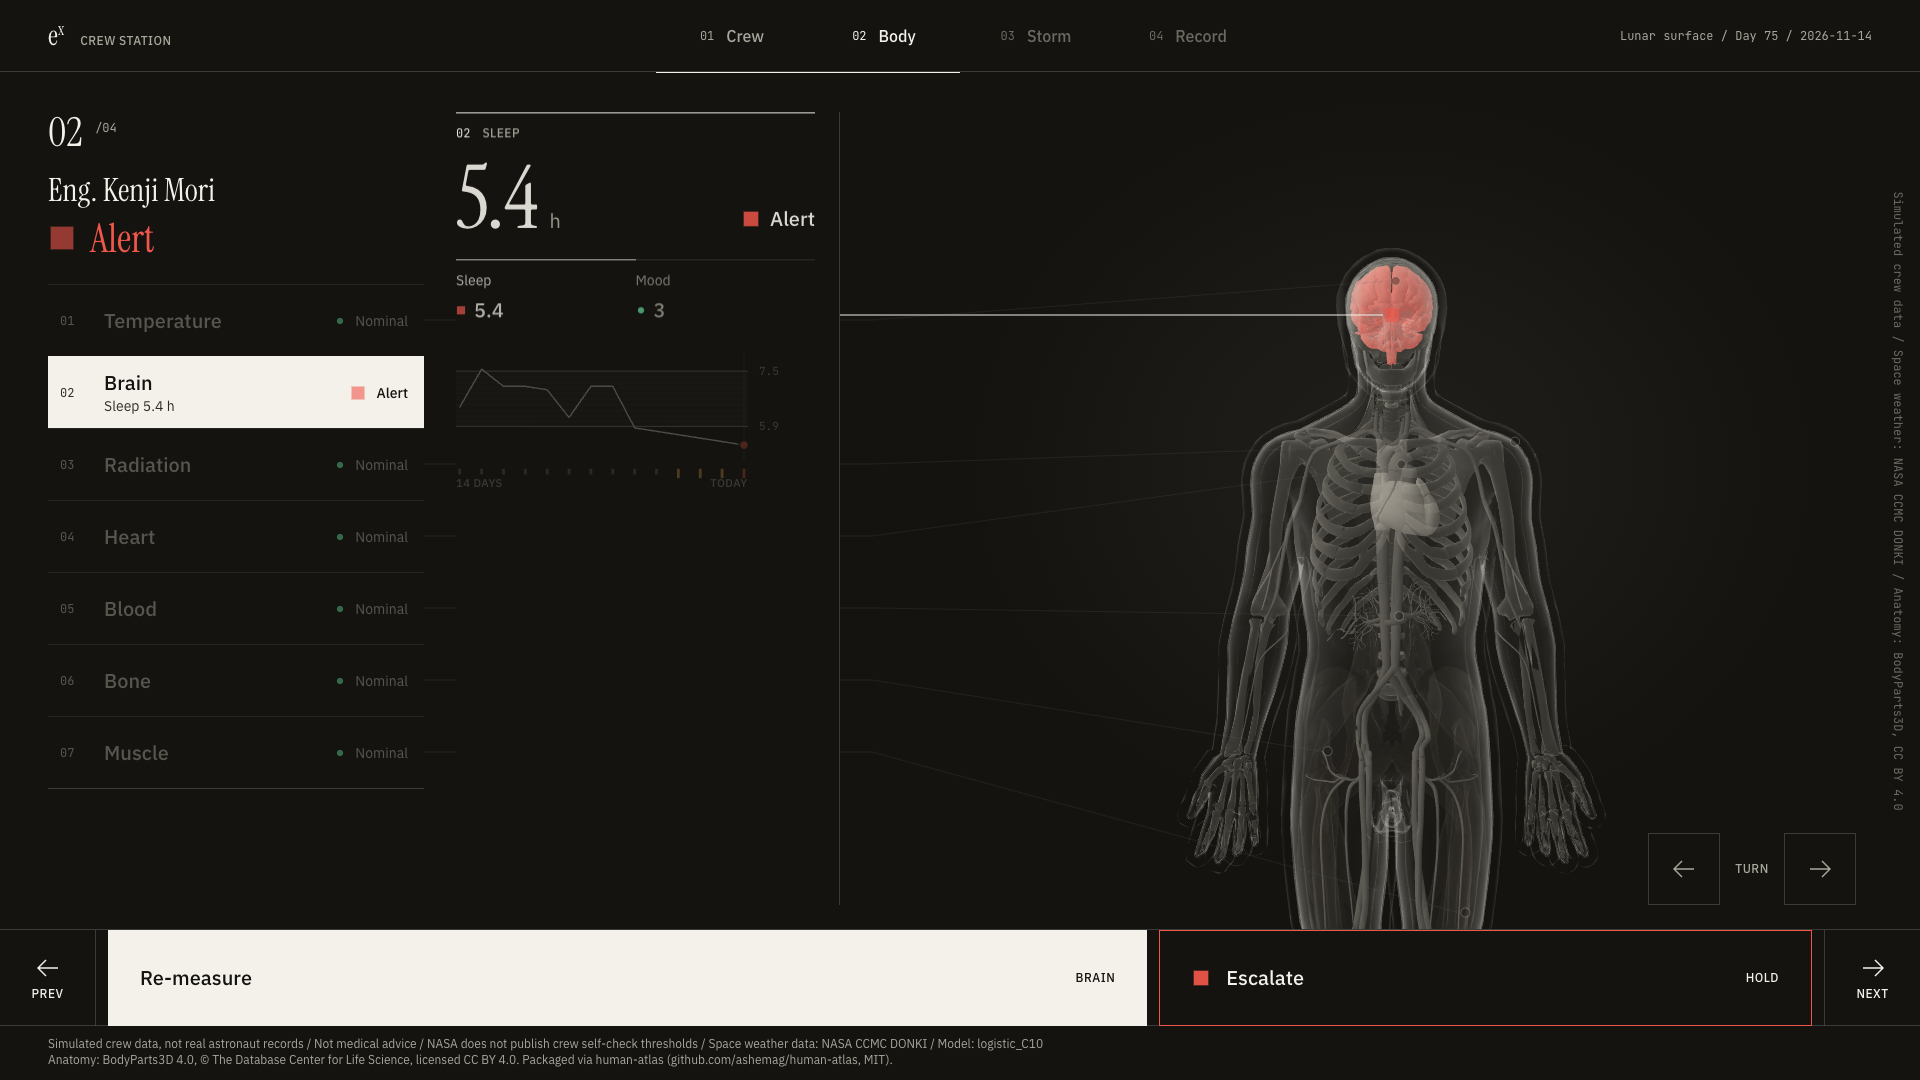 eˣ CREW STATION
01 Crew
02 Body
03 Storm
04 Record
Lunar surface / Day 75 / 2026-11-14
02 /04
Eng. Kenji Mori
Alert
01 Temperature Nominal
02 Brain Alert
Sleep 5.4 h
03 Radiation Nominal
04 Heart Nominal
05 Blood Nominal
06 Bone Nominal
07 Muscle Nominal
02 SLEEP
5.4 h
Alert
Sleep
5.4
Mood
3
7.5
5.9
14 DAYS
TODAY
Simulated crew data / Space weather: NASA CCMC DONKI / Anatomy: BodyParts3D, CC BY 4.0
TURN
PREV
Re-measure BRAIN
Escalate HOLD
NEXT
Simulated crew data, not real astronaut records / Not medical advice / NASA does not publish crew self-check thresholds / Space weather data: NASA CCMC DONKI / Model: logistic_C10
Anatomy: BodyParts3D 4.0, © The Database Center for Life Science, licensed CC BY 4.0. Packaged via human-atlas (github.com/ashemag/human-atlas, MIT).